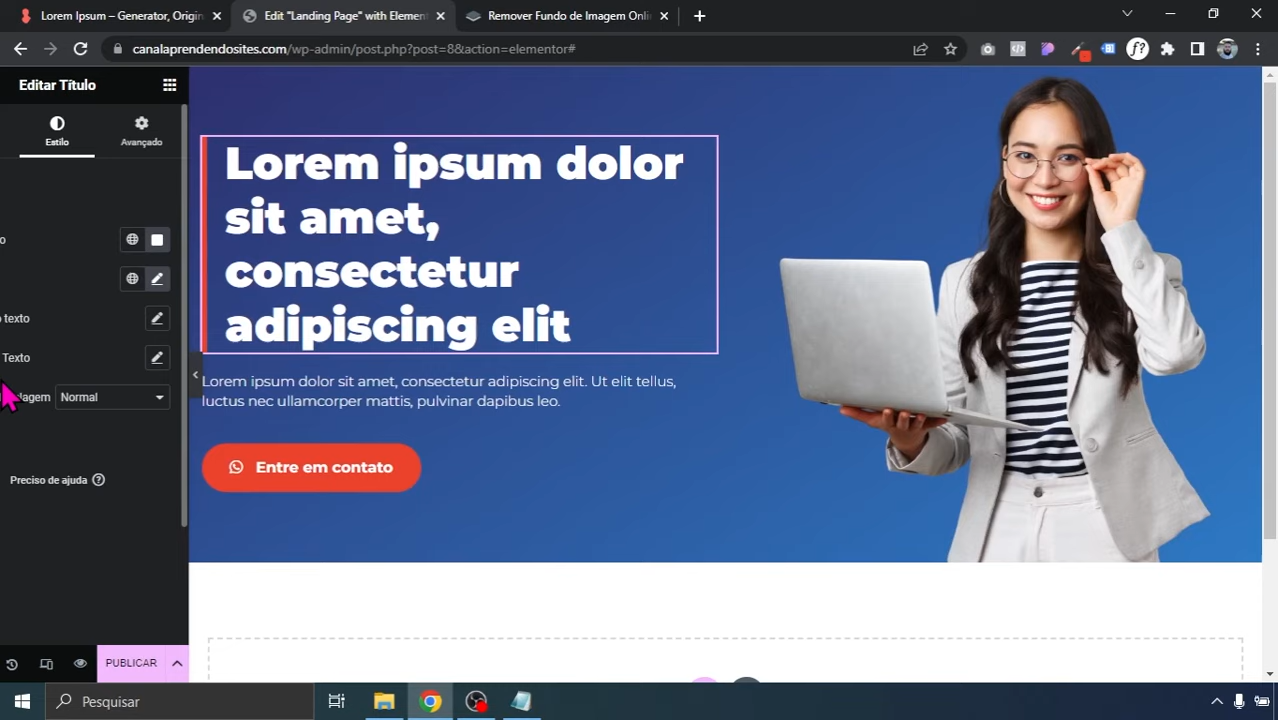 Lorem Ipsum – Generator, Origin
Edit "Landing Page" with Element
Remover Fundo de Imagem Onlin
canalaprendendosites.com/wp-admin/post.php?post=8&action=elementor#
Editar Título
Estilo
Avançado
o
o texto
Texto
lagem
Normal
Preciso de ajuda
PUBLICAR
Lorem ipsum dolor
sit amet,
consectetur
adipiscing elit
Lorem ipsum dolor sit amet, consectetur adipiscing elit. Ut elit tellus,
luctus nec ullamcorper mattis, pulvinar dapibus leo.
Entre em contato
Pesquisar